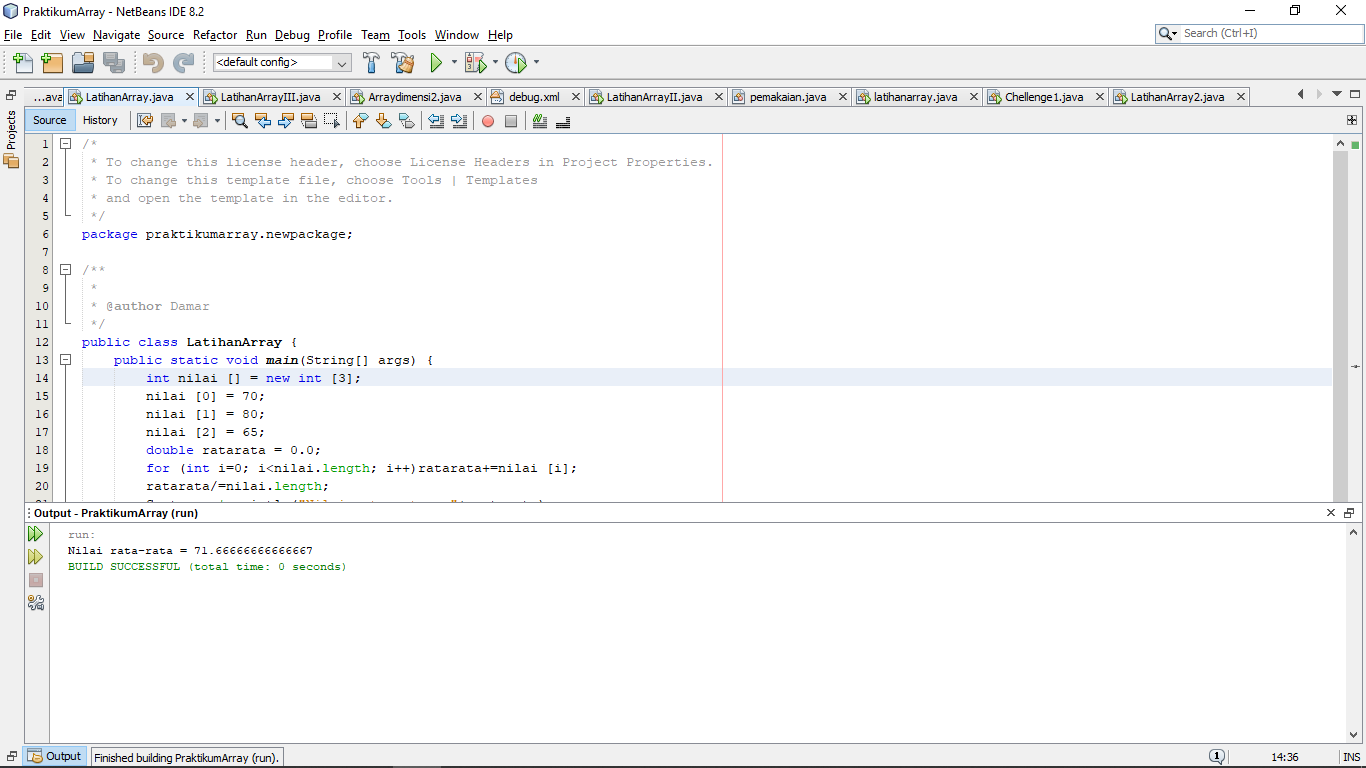 PraktikumArray - NetBeans IDE 8.2
File Edit View Navigate Source Refactor Run Debug Profile Team Tools Window Help
Search (Ctrl+I)
<default config>
...ava LatihanArray.java LatihanArrayIII.java Arraydimensi2.java debug.xml LatihanArrayII.java pemakaian.java latihanarray.java Chellenge1.java LatihanArray2.java
Projects
Source History
1 /*
2 * To change this license header, choose License Headers in Project Properties.
3 * To change this template file, choose Tools | Templates
4 * and open the template in the editor.
5 */
6 package praktikumarray.newpackage;
7
8 /**
9 *
10 * @author Damar
11 */
12 public class LatihanArray {
13 public static void main(String[] args) {
14 int nilai [] = new int [3];
15 nilai [0] = 70;
16 nilai [1] = 80;
17 nilai [2] = 65;
18 double ratarata = 0.0;
19 for (int i=0; i<nilai.length; i++)ratarata+=nilai [i];
20 ratarata/=nilai.length;
Output - PraktikumArray (run)
run:
Nilai rata-rata = 71.66666666666667
BUILD SUCCESSFUL (total time: 0 seconds)
Output
Finished building PraktikumArray (run).
1
14:36
INS